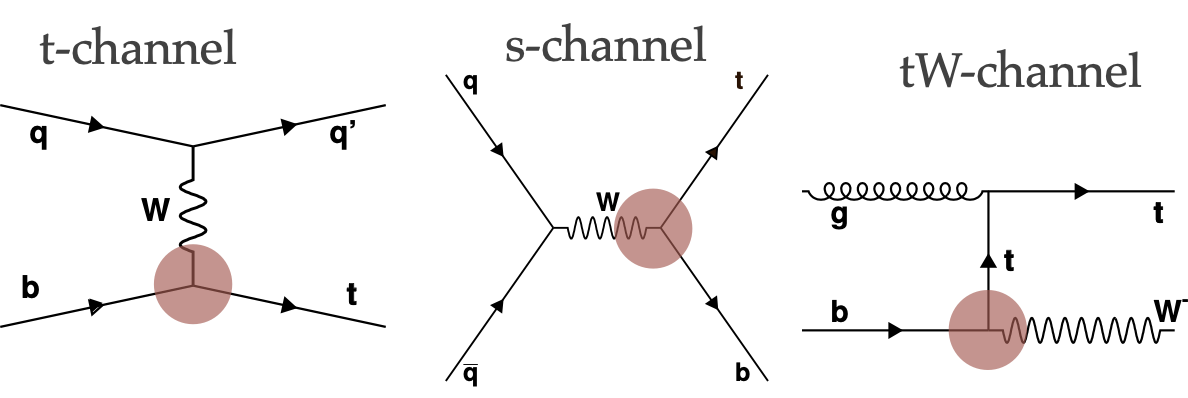 t-channel
q
q’
W
b
t
s-channel
q
t
W
q̅
b
tW-channel
g
t
t
b
W⁻